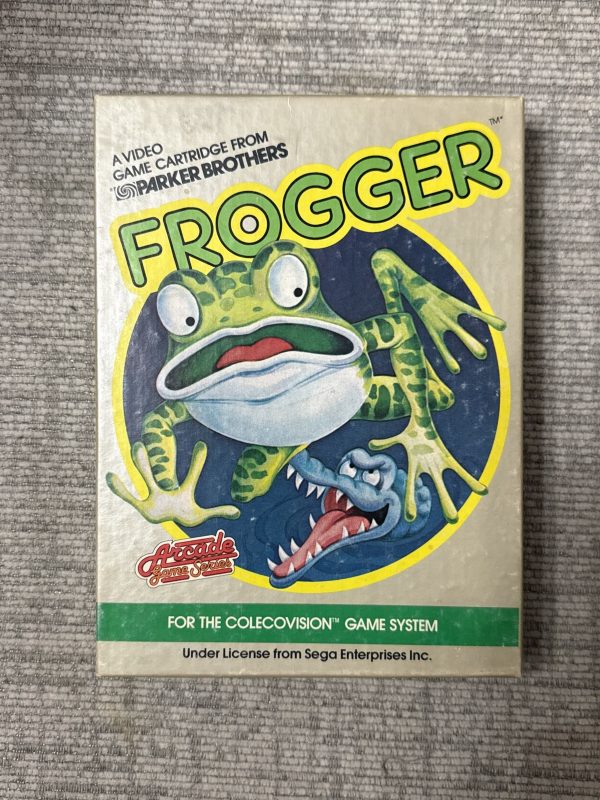 A VIDEO
GAME CARTRIDGE FROM
PARKER BROTHERS
FROGGER
TM*
Arcade
Game Series
FOR THE COLECOVISION™ GAME SYSTEM
Under License from Sega Enterprises Inc.